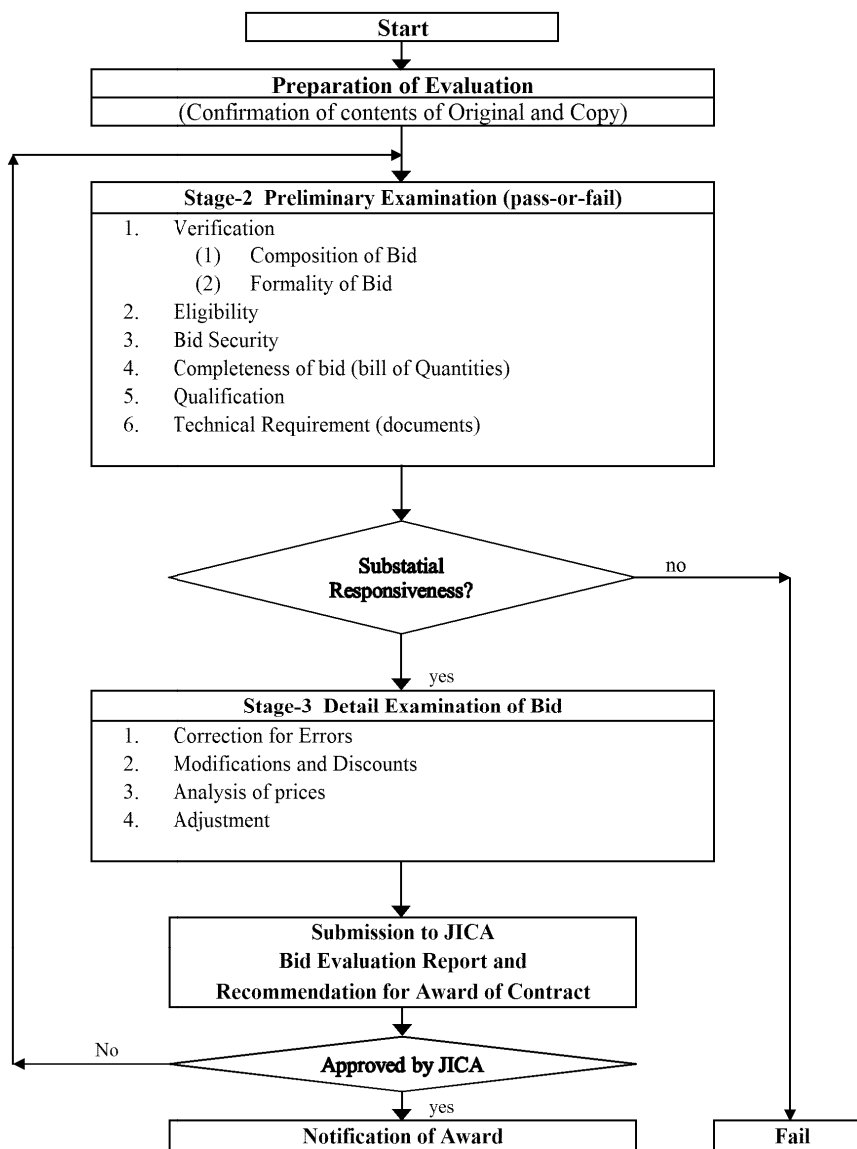 Start
Preparation of Evaluation
(Confirmation of contents of Original and Copy)
Stage-2 Preliminary Examination (pass-or-fail)
1. Verification
(1) Composition of Bid
(2) Formality of Bid
2. Eligibility
3. Bid Security
4. Completeness of bid (bill of Quantities)
5. Qualification
6. Technical Requirement (documents)
Substatial
Responsiveness?
no
yes
Stage-3 Detail Examination of Bid
1. Correction for Errors
2. Modifications and Discounts
3. Analysis of prices
4. Adjustment
Submission to JICA
Bid Evaluation Report and
Recommendation for Award of Contract
No
Approved by JICA
yes
Notification of Award
Fail